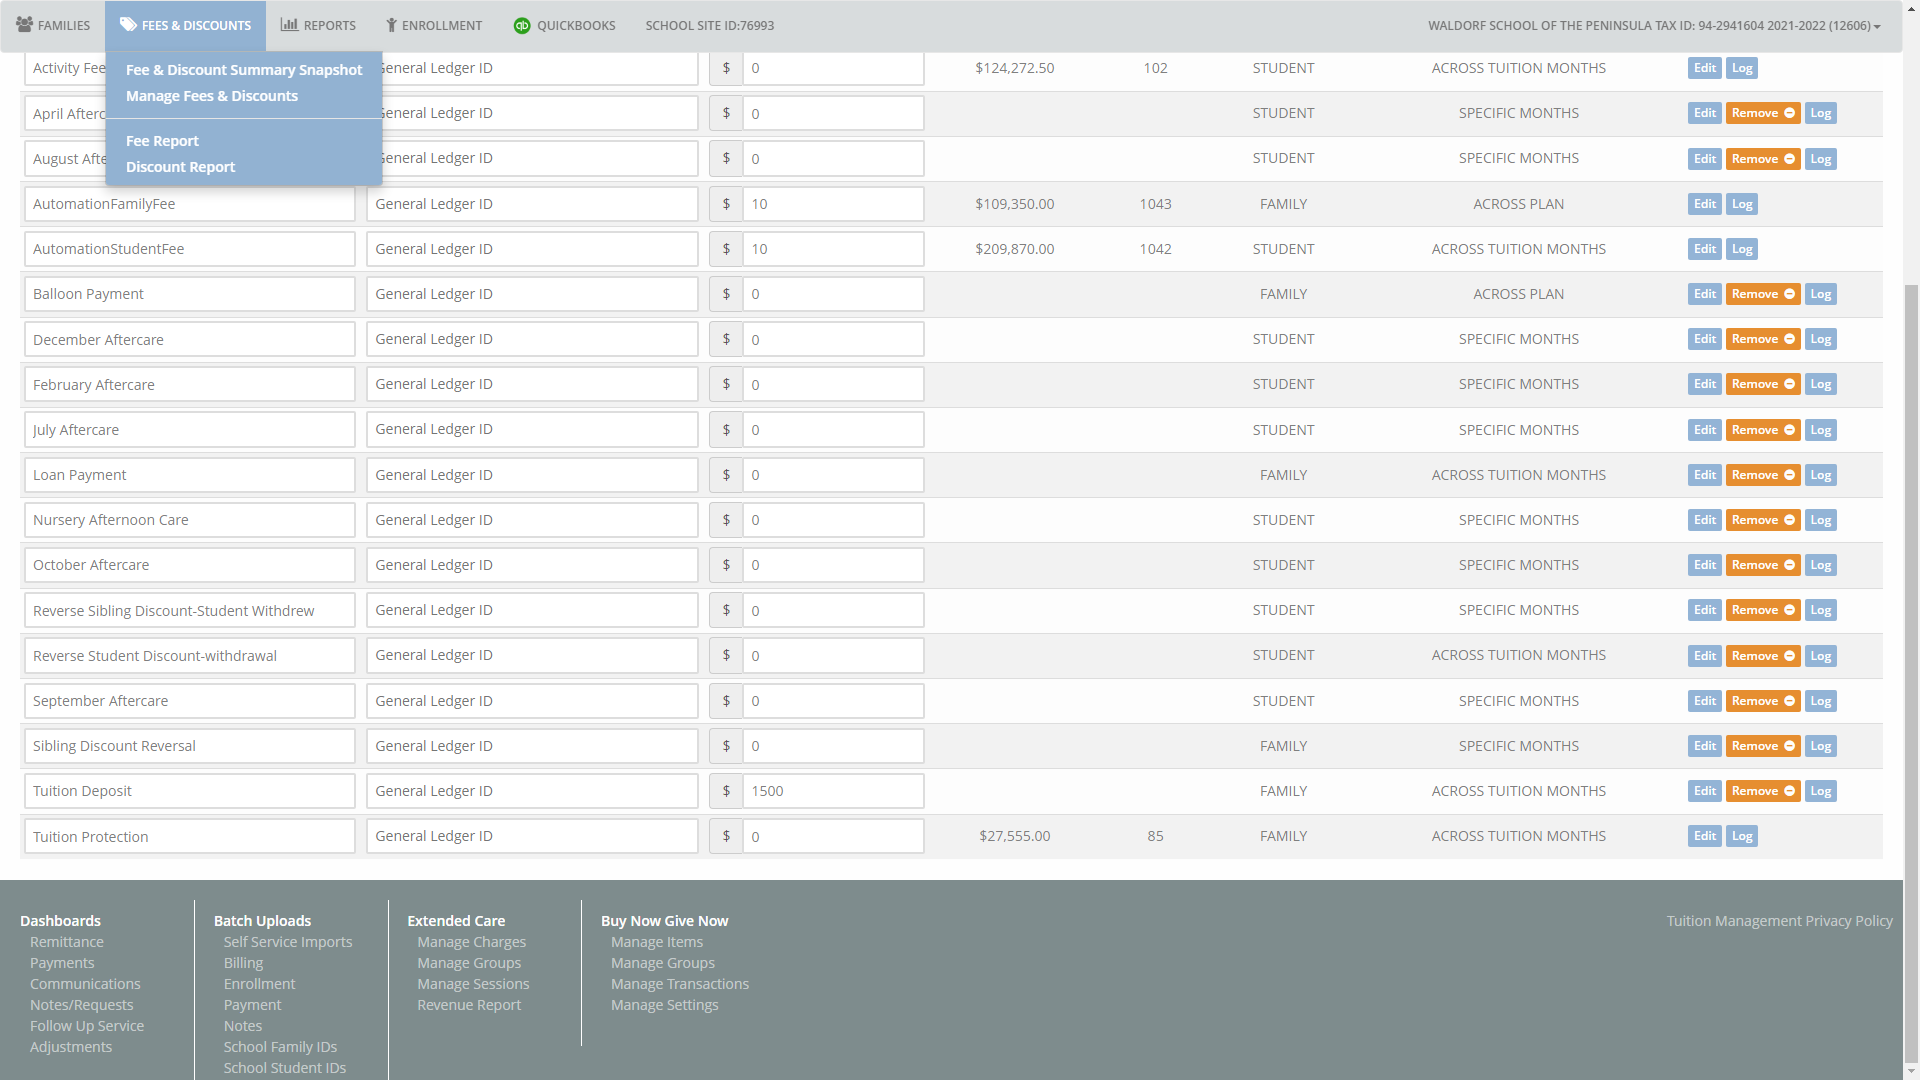 FAMILIES FEES & DISCOUNTS REPORTS ENROLLMENT qb QUICKBOOKS SCHOOL SITE ID:76993 WALDORF SCHOOL OF THE PENINSULA TAX ID: 94-2941604 2021-2022 (12606)
Fee & Discount Summary Snapshot
Manage Fees & Discounts
Fee Report
Discount Report
Activity Fee General Ledger ID $ 0 $124,272.50 102 STUDENT ACROSS TUITION MONTHS Edit Log
April Afterc General Ledger ID $ 0 STUDENT SPECIFIC MONTHS Edit Remove Log
August Afte General Ledger ID $ 0 STUDENT SPECIFIC MONTHS Edit Remove Log
AutomationFamilyFee General Ledger ID $ 10 $109,350.00 1043 FAMILY ACROSS PLAN Edit Log
AutomationStudentFee General Ledger ID $ 10 $209,870.00 1042 STUDENT ACROSS TUITION MONTHS Edit Log
Balloon Payment General Ledger ID $ 0 FAMILY ACROSS PLAN Edit Remove Log
December Aftercare General Ledger ID $ 0 STUDENT SPECIFIC MONTHS Edit Remove Log
February Aftercare General Ledger ID $ 0 STUDENT SPECIFIC MONTHS Edit Remove Log
July Aftercare General Ledger ID $ 0 STUDENT SPECIFIC MONTHS Edit Remove Log
Loan Payment General Ledger ID $ 0 FAMILY ACROSS TUITION MONTHS Edit Remove Log
Nursery Afternoon Care General Ledger ID $ 0 STUDENT SPECIFIC MONTHS Edit Remove Log
October Aftercare General Ledger ID $ 0 STUDENT SPECIFIC MONTHS Edit Remove Log
Reverse Sibling Discount-Student Withdrew General Ledger ID $ 0 STUDENT SPECIFIC MONTHS Edit Remove Log
Reverse Student Discount-withdrawal General Ledger ID $ 0 STUDENT ACROSS TUITION MONTHS Edit Remove Log
September Aftercare General Ledger ID $ 0 STUDENT SPECIFIC MONTHS Edit Remove Log
Sibling Discount Reversal General Ledger ID $ 0 FAMILY SPECIFIC MONTHS Edit Remove Log
Tuition Deposit General Ledger ID $ 1500 FAMILY ACROSS TUITION MONTHS Edit Remove Log
Tuition Protection General Ledger ID $ 0 $27,555.00 85 FAMILY ACROSS TUITION MONTHS Edit Log
Dashboards
Remittance
Payments
Communications
Notes/Requests
Follow Up Service
Adjustments
Batch Uploads
Self Service Imports
Billing
Enrollment
Payment
Notes
School Family IDs
School Student IDs
Extended Care
Manage Charges
Manage Groups
Manage Sessions
Revenue Report
Buy Now Give Now
Manage Items
Manage Groups
Manage Transactions
Manage Settings
Tuition Management Privacy Policy